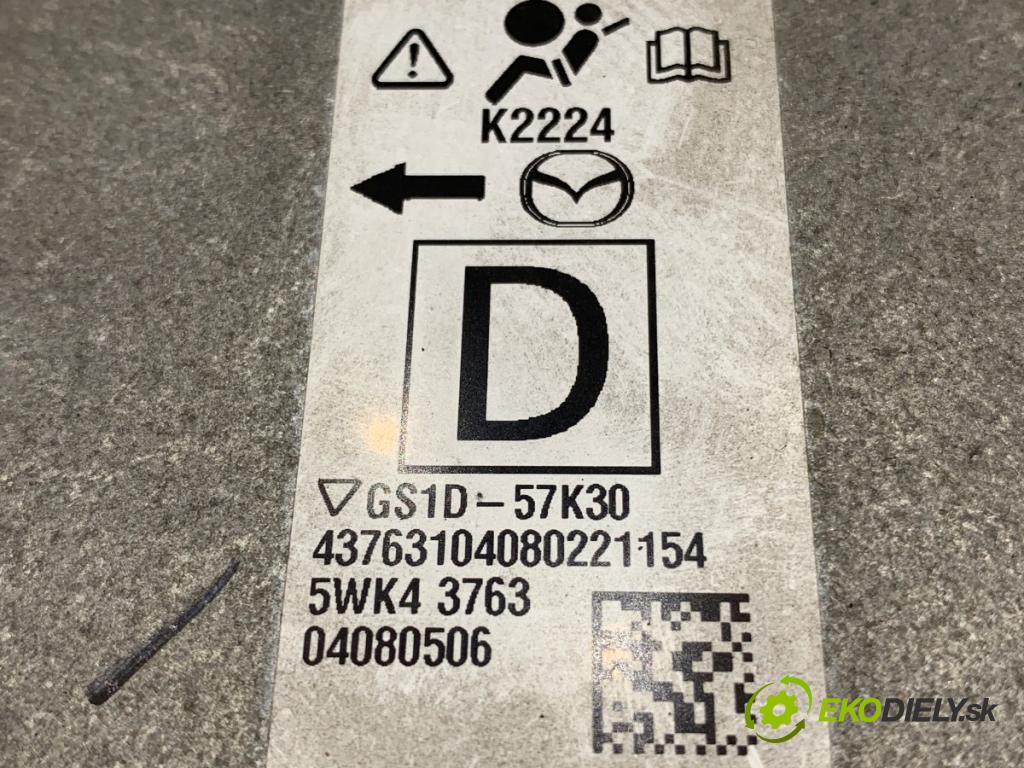 K2224
D
▽GS1D-57K30
43763104080221154
5WK4 3763
04080506
EKODIELY.sk